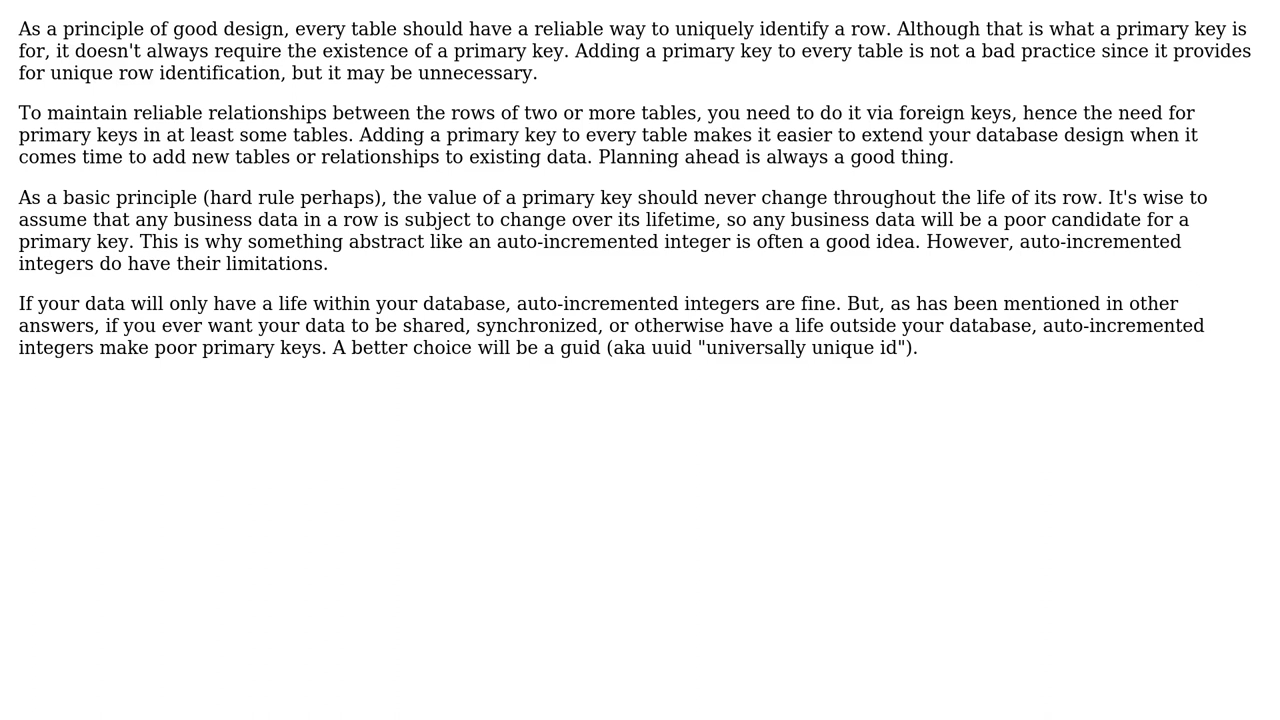 As a principle of good design, every table should have a reliable way to uniquely identify a row. Although that is what a primary key is
for, it doesn't always require the existence of a primary key. Adding a primary key to every table is not a bad practice since it provides
for unique row identification, but it may be unnecessary.
To maintain reliable relationships between the rows of two or more tables, you need to do it via foreign keys, hence the need for
primary keys in at least some tables. Adding a primary key to every table makes it easier to extend your database design when it
comes time to add new tables or relationships to existing data. Planning ahead is always a good thing.
As a basic principle (hard rule perhaps), the value of a primary key should never change throughout the life of its row. It's wise to
assume that any business data in a row is subject to change over its lifetime, so any business data will be a poor candidate for a
primary key. This is why something abstract like an auto-incremented integer is often a good idea. However, auto-incremented
integers do have their limitations.
If your data will only have a life within your database, auto-incremented integers are fine. But, as has been mentioned in other
answers, if you ever want your data to be shared, synchronized, or otherwise have a life outside your database, auto-incremented
integers make poor primary keys. A better choice will be a guid (aka uuid "universally unique id").